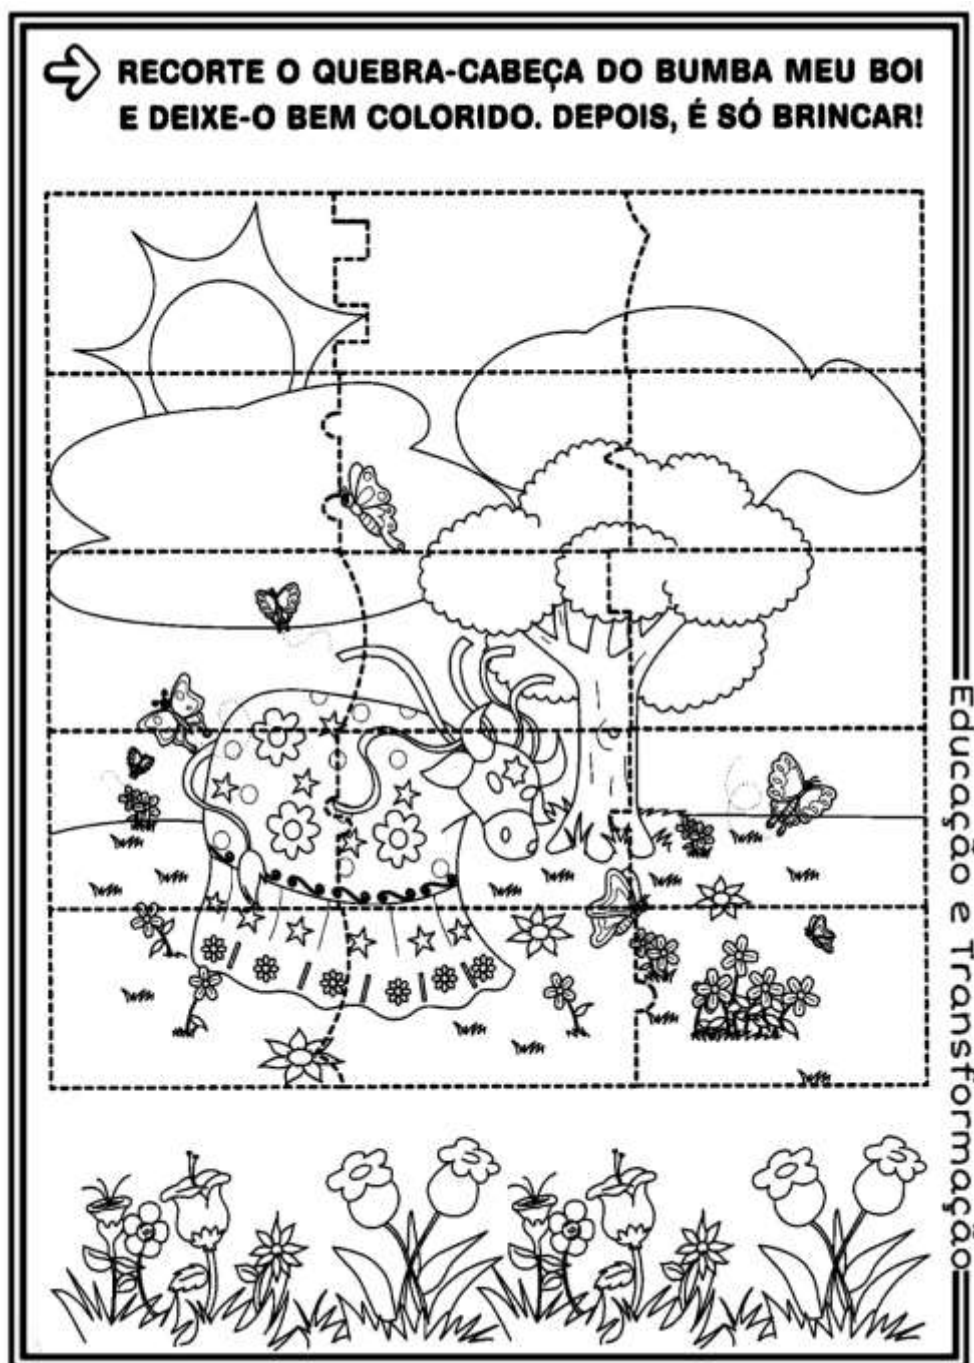 RECORTE O QUEBRA-CABEÇA DO BUMBA MEU BOI
E DEIXE-O BEM COLORIDO. DEPOIS, É SÓ BRINCAR!
Educação e Transformação